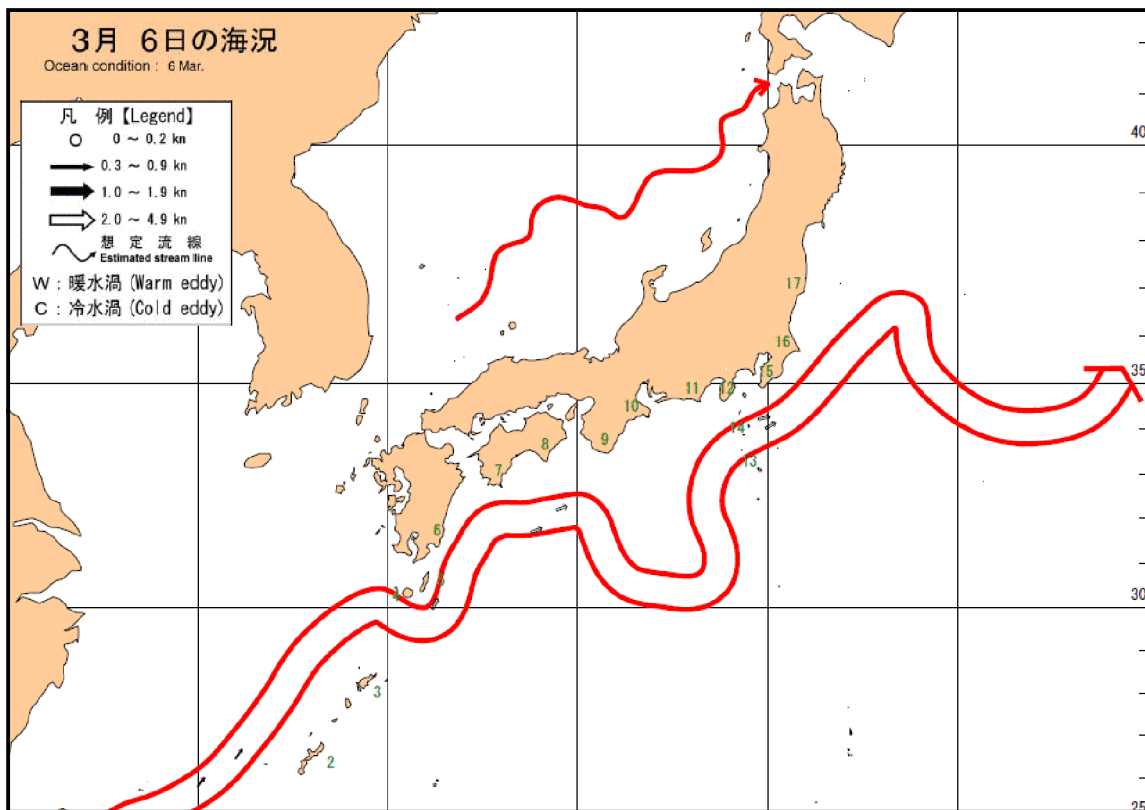 3月 6日の海況
Ocean condition : 6 Mar.
凡 例【Legend】
0 ～ 0.2 kn
0.3 ～ 0.9 kn
1.0 ～ 1.9 kn
2.0 ～ 4.9 kn
想 定 流 線
Estimated stream line
W : 暖水渦 (Warm eddy)
C : 冷水渦 (Cold eddy)
40
17
16
35
15
12
11
10
14
9
8
13
7
6
5
30
3
2
25